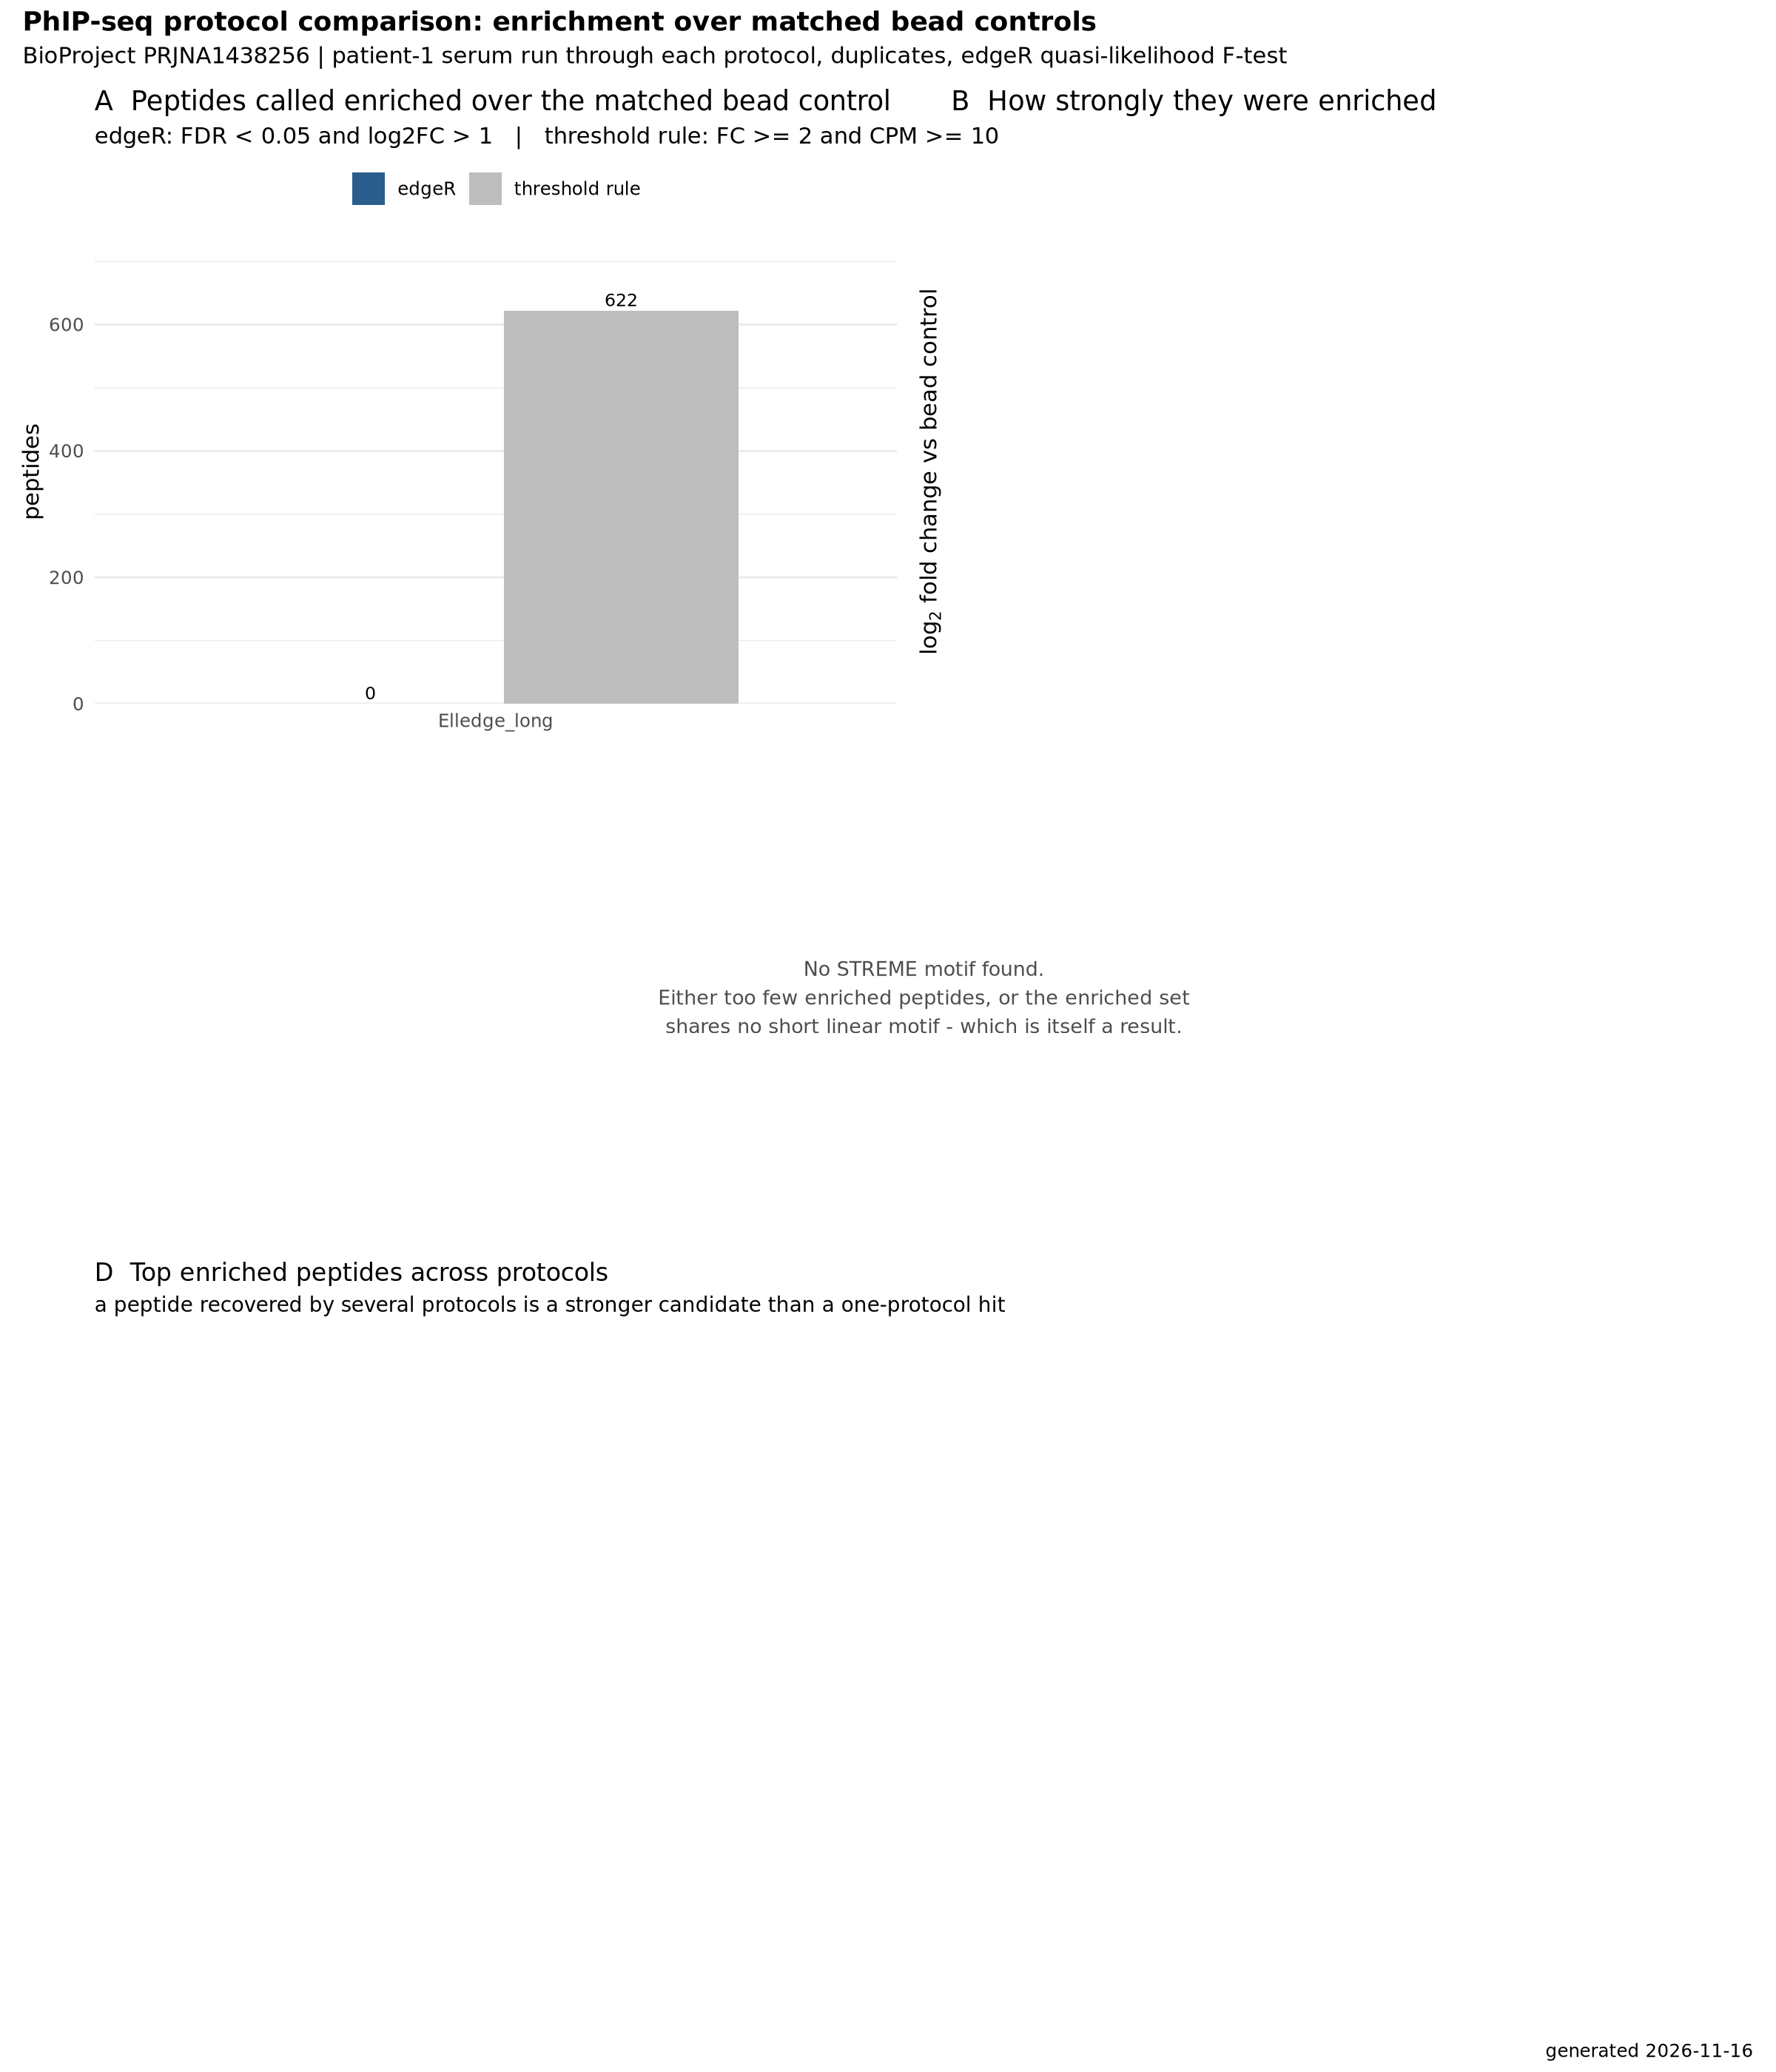 PhIP-seq protocol comparison: enrichment over matched bead controls
BioProject PRJNA1438256 | patient-1 serum run through each protocol, duplicates, edgeR quasi-likelihood F-test
A  Peptides called enriched over the matched bead control
edgeR: FDR < 0.05 and log2FC > 1   |   threshold rule: FC >= 2 and CPM >= 10
edgeR
threshold rule
peptides
600
400
200
0
622
0
Elledge_long
B  How strongly they were enriched
log₂ fold change vs bead control
No STREME motif found.
Either too few enriched peptides, or the enriched set
shares no short linear motif - which is itself a result.
D  Top enriched peptides across protocols
a peptide recovered by several protocols is a stronger candidate than a one-protocol hit
generated 2026-11-16